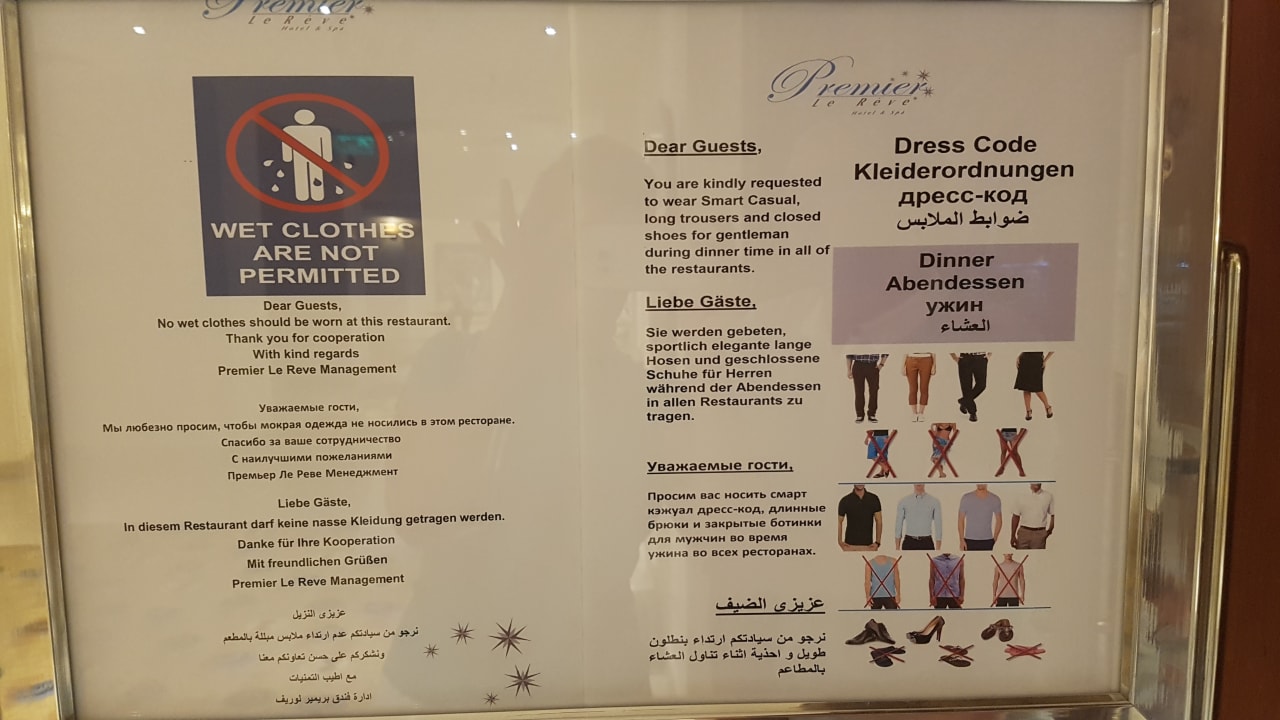 Premier
Le Rêve
Hotel & Spa
WET CLOTHES
ARE NOT
PERMITTED
Dear Guests,
No wet clothes should be worn at this restaurant.
Thank you for cooperation
With kind regards
Premier Le Reve Management
Уважаемые гости,
Мы любезно просим, чтобы мокрая одежда не носились в этом ресторане.
Спасибо за ваше сотрудничество
С наилучшими пожеланиями
Премьер Ле Реве Менеджмент
Liebe Gäste,
In diesem Restaurant darf keine nasse Kleidung getragen werden.
Danke für Ihre Kooperation
Mit freundlichen Grüßen
Premier Le Reve Management
عزيزى النزيل
نرجو من سيادتكم عدم ارتداء ملابس مبللة بالمطعم
ونشكركم على حسن تعاونكم معنا
مع اطيب التمنيات
ادارة فندق بريمير لوريف
Premier
Le Rêve
Hotel & Spa
Dear Guests,
You are kindly requested
to wear Smart Casual,
long trousers and closed
shoes for gentleman
during dinner time in all of
the restaurants.
Liebe Gäste,
Sie werden gebeten,
sportlich elegante lange
Hosen und geschlossene
Schuhe für Herren
während der Abendessen
in allen Restaurants zu
tragen.
Уважаемые гости,
Просим вас носить смарт
кэжуал дресс-код, длинные
брюки и закрытые ботинки
для мужчин во время
ужина во всех ресторанах.
عزيزى الضيف
نرجو من سيادتكم ارتداء بنطلون
طويل و احذية اثناء تناول العشاء
بالمطاعم
Dress Code
Kleiderordnungen
дресс-код
ضوابط الملابس
Dinner
Abendessen
ужин
العشاء